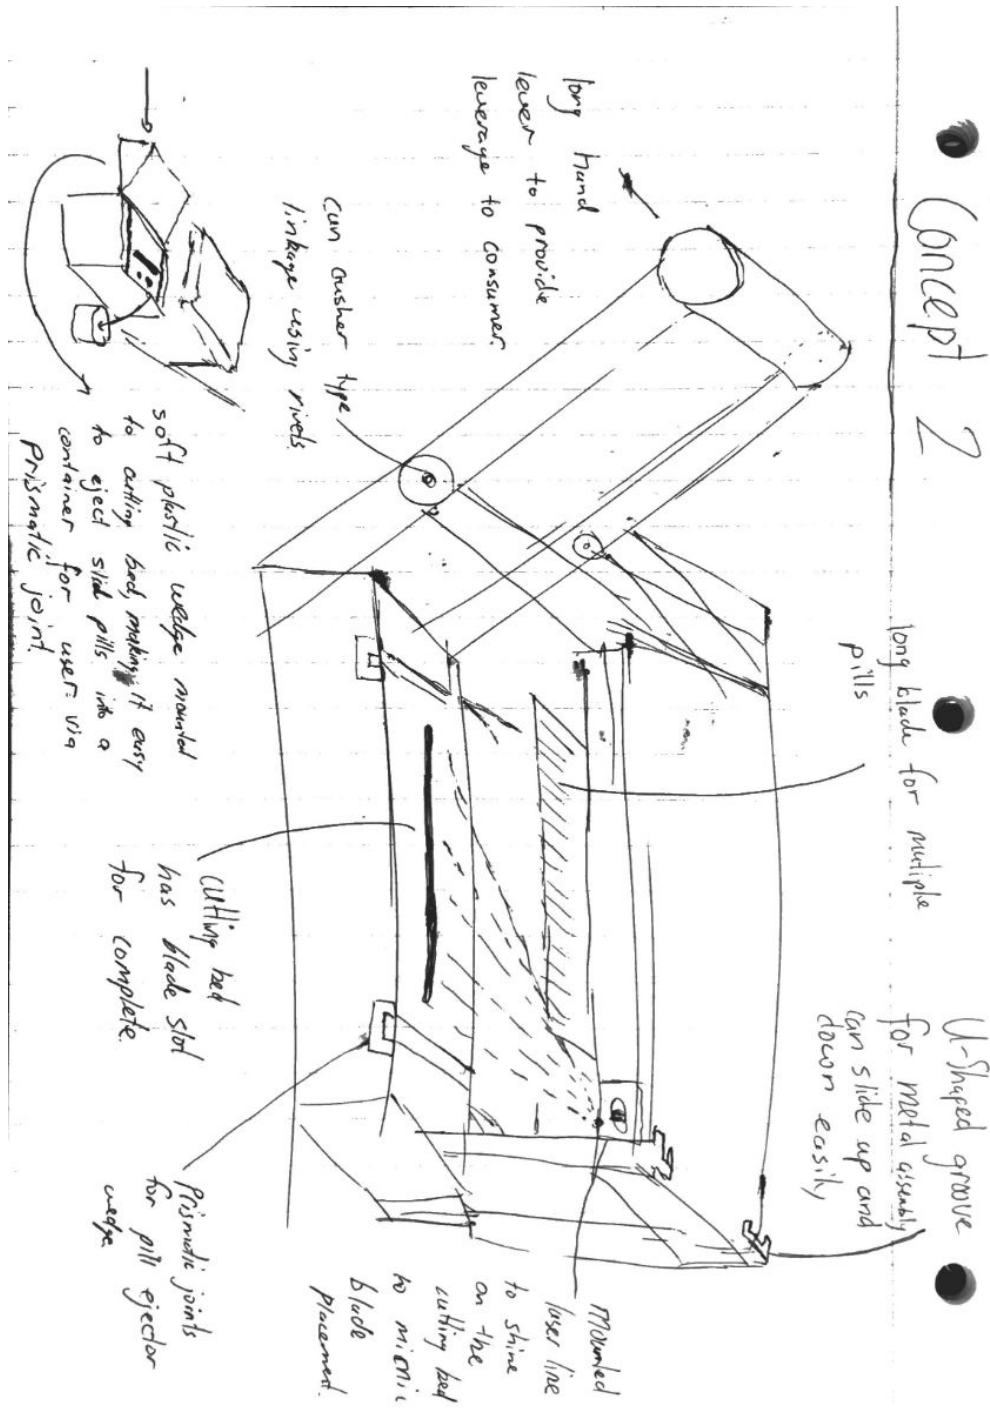 Concept 2
long hand
lever to provide
leverage to consumer.
can crusher type
linkage using rivets.
long blade for mutiple
pills
U-Shaped groove
for metal assembly
can slide up and
down easily
soft plastic wedge mounted
to cutting bed, making it easy
to eject slid pills into a
container for user via
Prismatic joint.
cutting bed
has blade slot
for complete
Prismatic joints
for pill ejector
wedge
mounted
laser line
to shine
on the
cutting bed
to mimic
blade
placement.